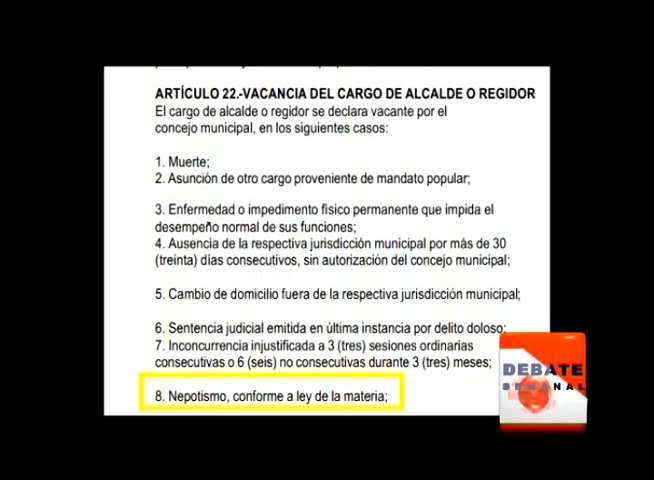 ARTÍCULO 22.-VACANCIA DEL CARGO DE ALCALDE O REGIDOR
El cargo de alcalde o regidor se declara vacante por el
concejo municipal, en los siguientes casos:
1. Muerte;
2. Asunción de otro cargo proveniente de mandato popular;
3. Enfermedad o impedimento físico permanente que impida el
desempeño normal de sus funciones;
4. Ausencia de la respectiva jurisdicción municipal por más de 30
(treinta) días consecutivos, sin autorización del concejo municipal;
5. Cambio de domicilio fuera de la respectiva jurisdicción municipal;
6. Sentencia judicial emitida en última instancia por delito doloso;
7. Inconcurrencia injustificada a 3 (tres) sesiones ordinarias
consecutivas o 6 (seis) no consecutivas durante 3 (tres) meses;
8. Nepotismo, conforme a ley de la materia;
DEBATE
SEMANAL